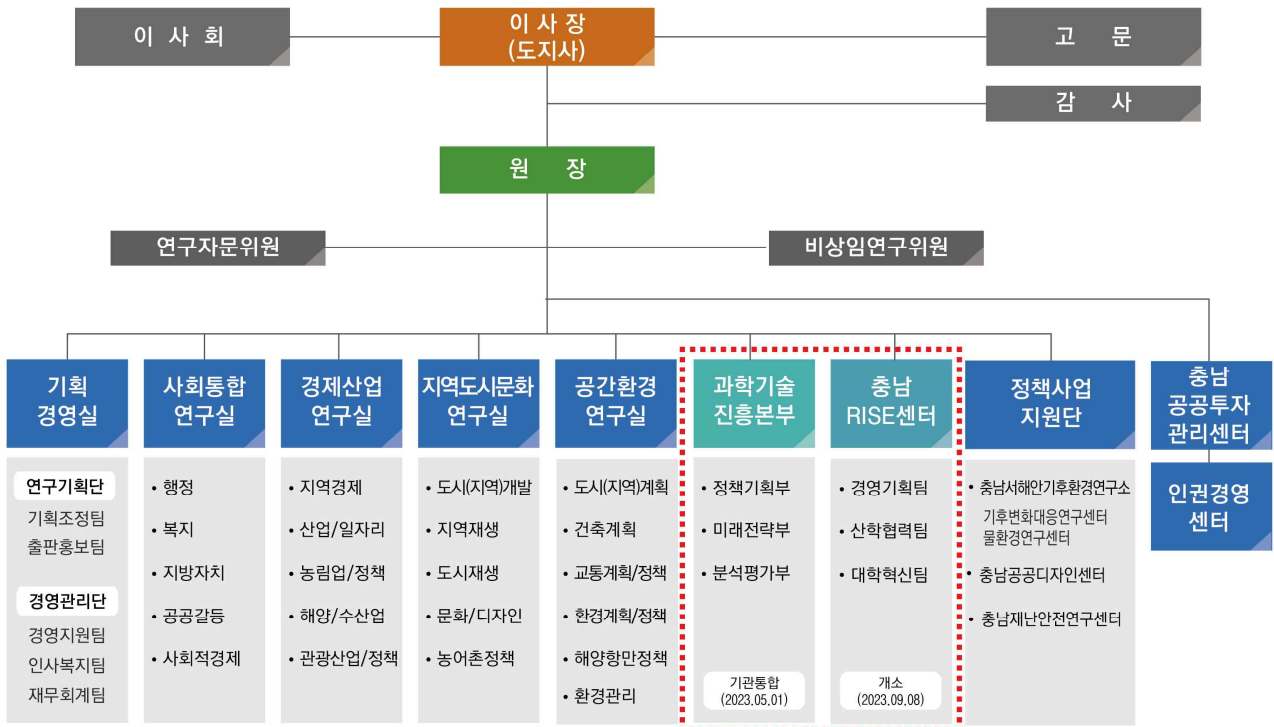 이 사 회
이 사 장
(도지사)
고 문
감 사
원 장
연구자문위원
비상임연구위원
기획
경영실
연구기획단
기획조정팀
출판홍보팀
경영관리단
경영지원팀
인사복지팀
재무회계팀
사회통합
연구실
• 행정
• 복지
• 지방자치
• 공공갈등
• 사회적경제
경제산업
연구실
• 지역경제
• 산업/일자리
• 농림업/정책
• 해양/수산업
• 관광산업/정책
지역도시문화
연구실
• 도시(지역)개발
• 지역재생
• 도시재생
• 문화/디자인
• 농어촌정책
공간환경
연구실
• 도시(지역)계획
• 건축계획
• 교통계획/정책
• 환경계획/정책
• 해양항만정책
• 환경관리
과학기술
진흥본부
• 정책기획부
• 미래전략부
• 분석평가부
기관통합
(2023.05.01)
충남
RISE센터
• 경영기획팀
• 산학협력팀
• 대학혁신팀
개소
(2023.09.08)
정책사업
지원단
• 충남서해안기후환경연구소
기후변화대응연구센터
물환경연구센터
• 충남공공디자인센터
• 충남재난안전연구센터
충남
공공투자
관리센터
인권경영
센터